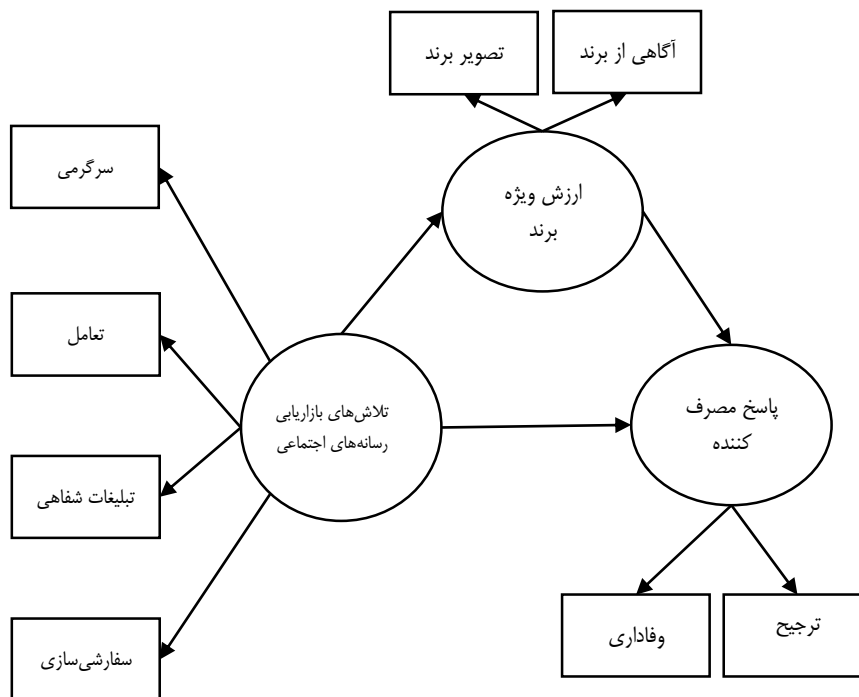 آگاهی از برند
تصویر برند
سرگرمی
ارزش ویژه
برند
تعامل
تلاش‌های بازاریابی
رسانه‌های اجتماعی
پاسخ مصرف
کننده
تبلیغات شفاهی
ترجیح
وفاداری
سفارشی‌سازی